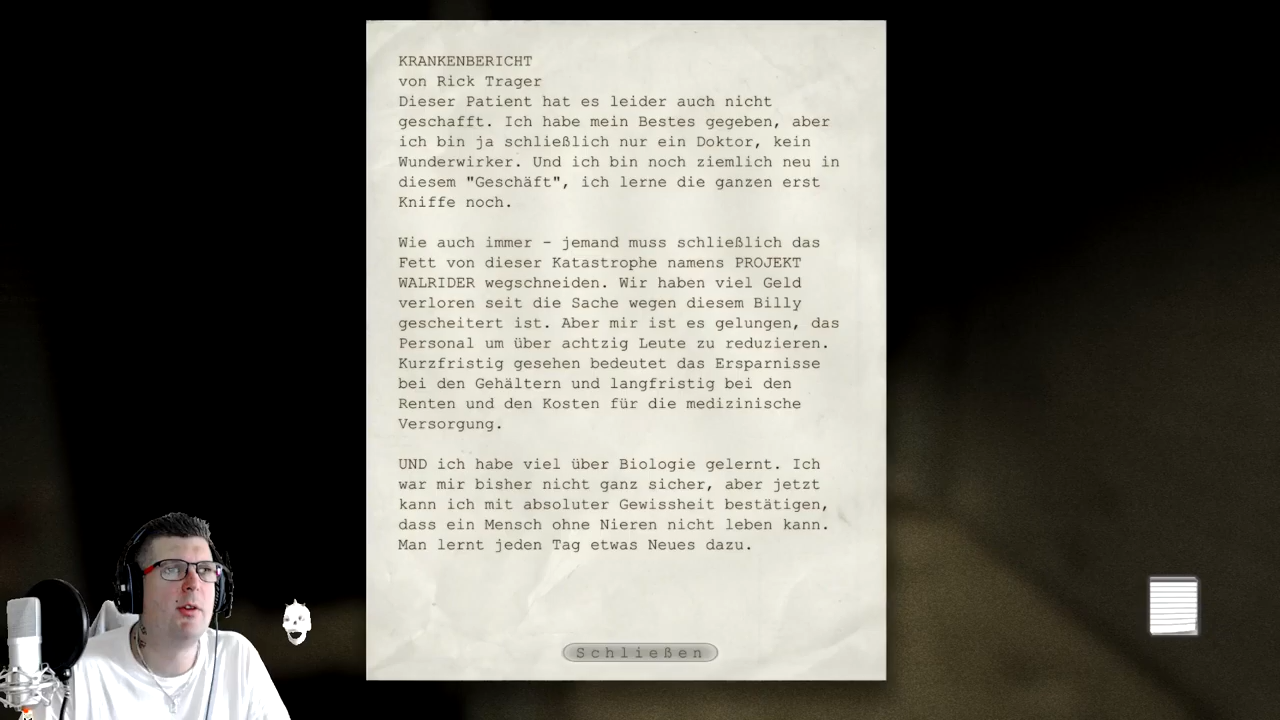 KRANKENBERICHT
von Rick Trager
Dieser Patient hat es leider auch nicht
geschafft. Ich habe mein Bestes gegeben, aber
ich bin ja schließlich nur ein Doktor, kein
Wunderwirker. Und ich bin noch ziemlich neu in
diesem "Geschäft", ich lerne die ganzen erst
Kniffe noch.
Wie auch immer - jemand muss schließlich das
Fett von dieser Katastrophe namens PROJEKT
WALRIDER wegschneiden. Wir haben viel Geld
verloren seit die Sache wegen diesem Billy
gescheitert ist. Aber mir ist es gelungen, das
Personal um über achtzig Leute zu reduzieren.
Kurzfristig gesehen bedeutet das Ersparnisse
bei den Gehältern und langfristig bei den
Renten und den Kosten für die medizinische
Versorgung.
UND ich habe viel über Biologie gelernt. Ich
war mir bisher nicht ganz sicher, aber jetzt
kann ich mit absoluter Gewissheit bestätigen,
dass ein Mensch ohne Nieren nicht leben kann.
Man lernt jeden Tag etwas Neues dazu.
Schließen